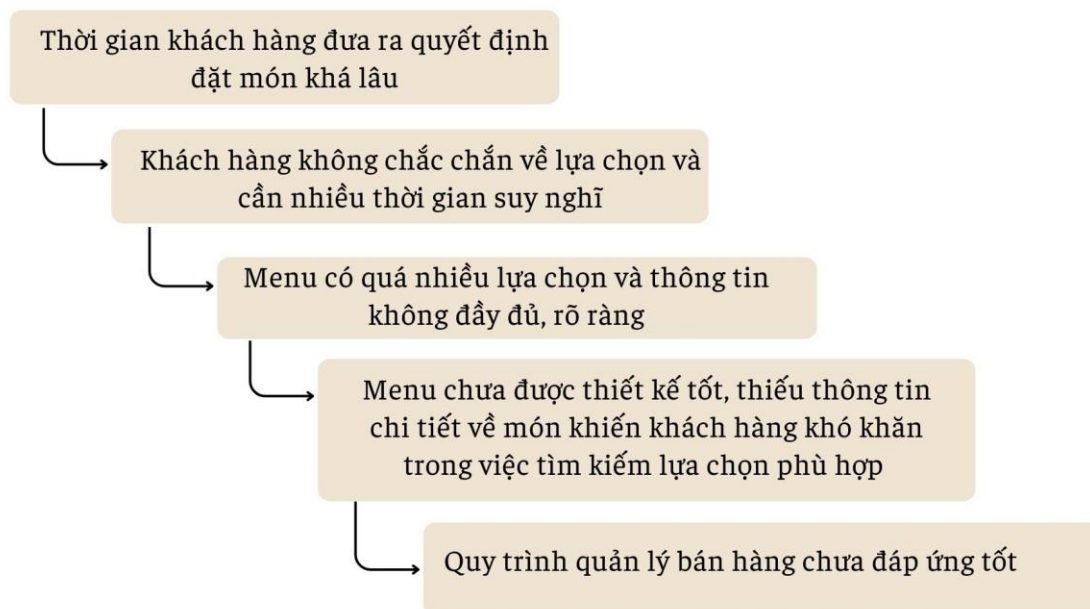 Thời gian khách hàng đưa ra quyết định
đặt món khá lâu
Khách hàng không chắc chắn về lựa chọn và
cần nhiều thời gian suy nghĩ
Menu có quá nhiều lựa chọn và thông tin
không đầy đủ, rõ ràng
Menu chưa được thiết kế tốt, thiếu thông tin
chi tiết về món khiến khách hàng khó khăn
trong việc tìm kiếm lựa chọn phù hợp
Quy trình quản lý bán hàng chưa đáp ứng tốt